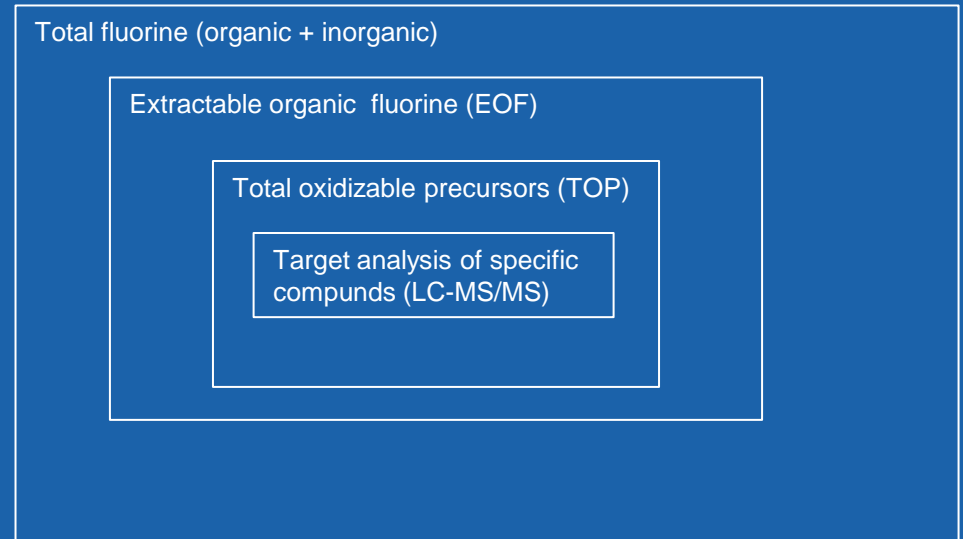 Total fluorine (organic + inorganic)
Extractable organic  fluorine (EOF)
Total oxidizable precursors (TOP)
Target analysis of specific
compunds (LC-MS/MS)